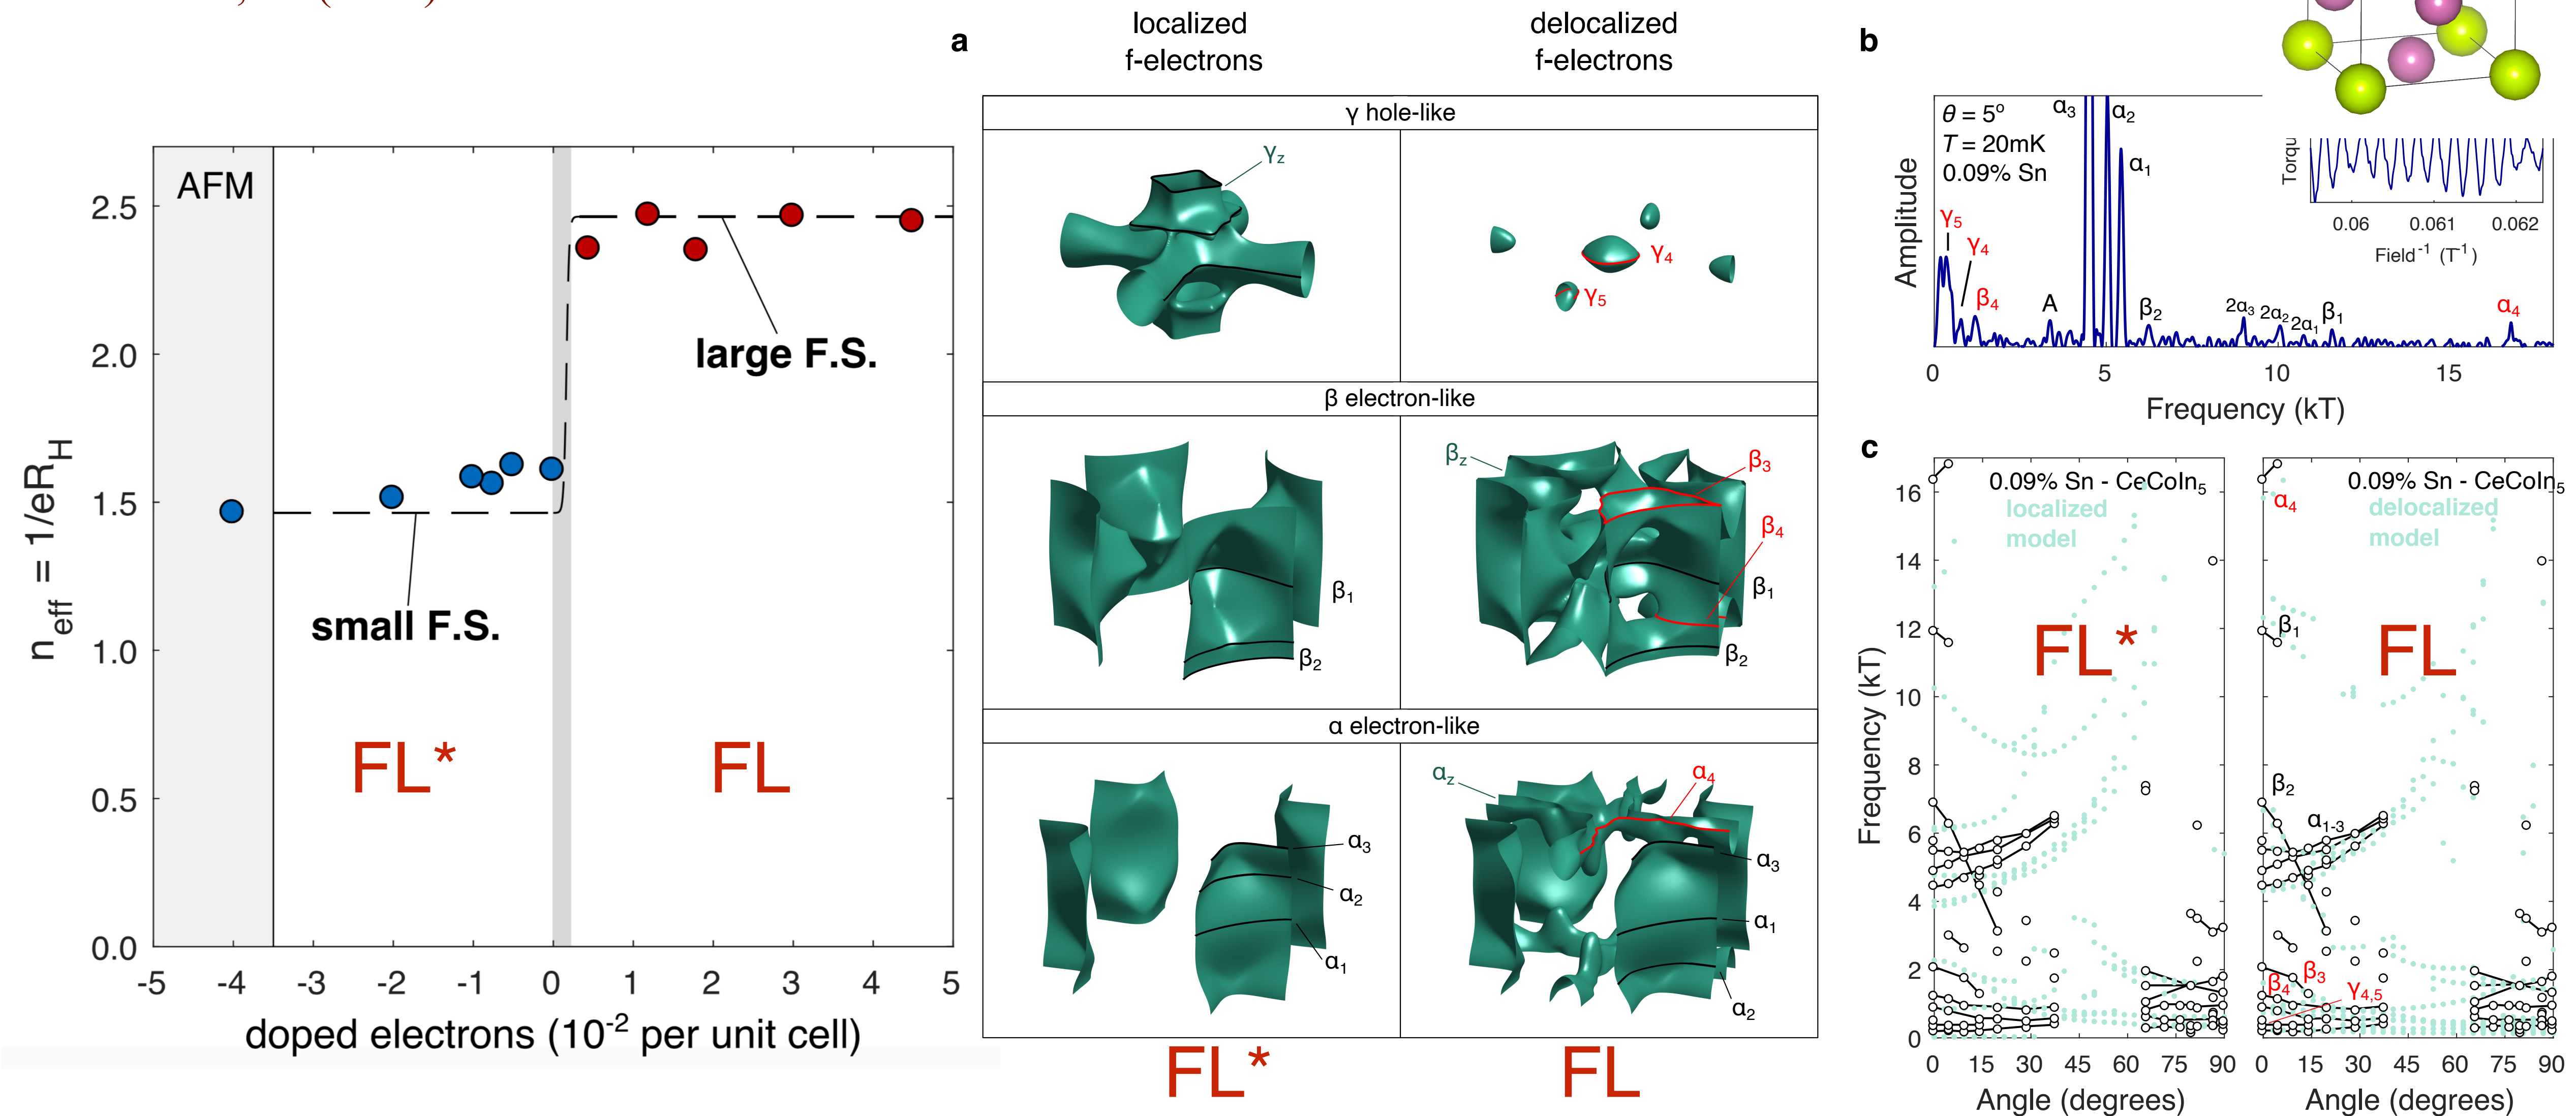 AFM
2.5
2.0
1.5
1.0
0.5
0.0
n_eff = 1/eR_H
large F.S.
small F.S.
FL*
FL
-5 -4 -3 -2 -1 0 1 2 3 4 5
doped electrons (10⁻² per unit cell)
a
localized
f-electrons
delocalized
f-electrons
γ hole-like
γz
γ4
γ5
β electron-like
β1
β2
βz
β3
β4
β1
β2
α electron-like
α3
α2
α1
αz
α4
α3
α1
α2
FL*
FL
b
θ = 5°
T = 20mK
0.09% Sn
Amplitude
γ5
γ4
β4
A
α3
α2
α1
β2
2α3
2α2
2α1
β1
α4
0 5 10 15
Frequency (kT)
0.06 0.061 0.062
Field⁻¹ (T⁻¹)
c
0.09% Sn - CeCoIn5
localized
model
FL*
16
14
12
10
8
6
4
2
0
Frequency (kT)
0 15 30 45 60 75 90
Angle (degrees)
0.09% Sn - CeCoIn5
delocalized
model
FL
α4
β1
β2
α1-3
β3
β4
γ4,5
0 15 30 45 60 75 90
Angle (degrees)